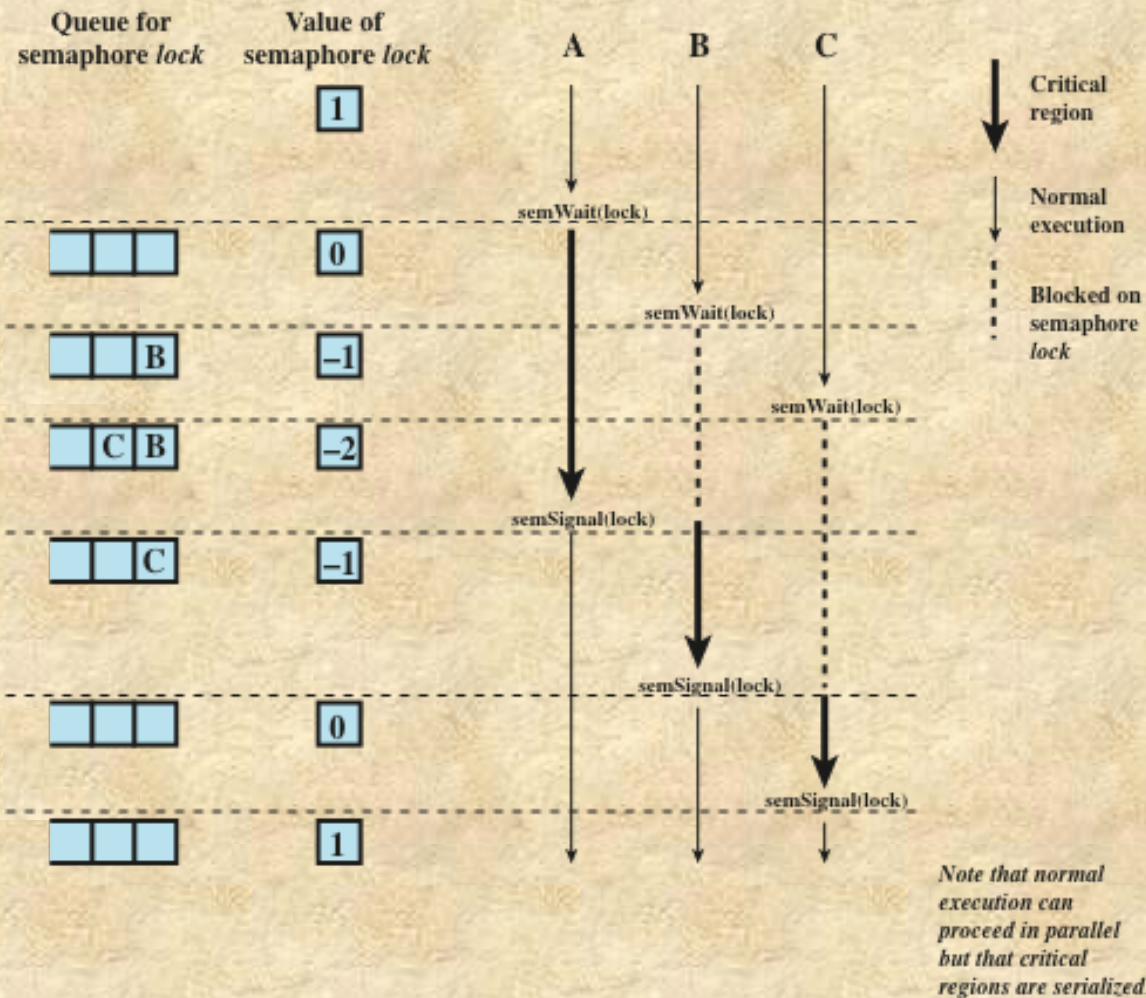 Queue for
semaphore lock
Value of
semaphore lock
A
B
C
1
Critical
region
Normal
execution
semWait(lock)
0
semWait(lock)
Blocked on
semaphore
lock
B
–1
semWait(lock)
C B
–2
semSignal(lock)
C
–1
semSignal(lock)
0
semSignal(lock)
1
Note that normal
execution can
proceed in parallel
but that critical
regions are serialized